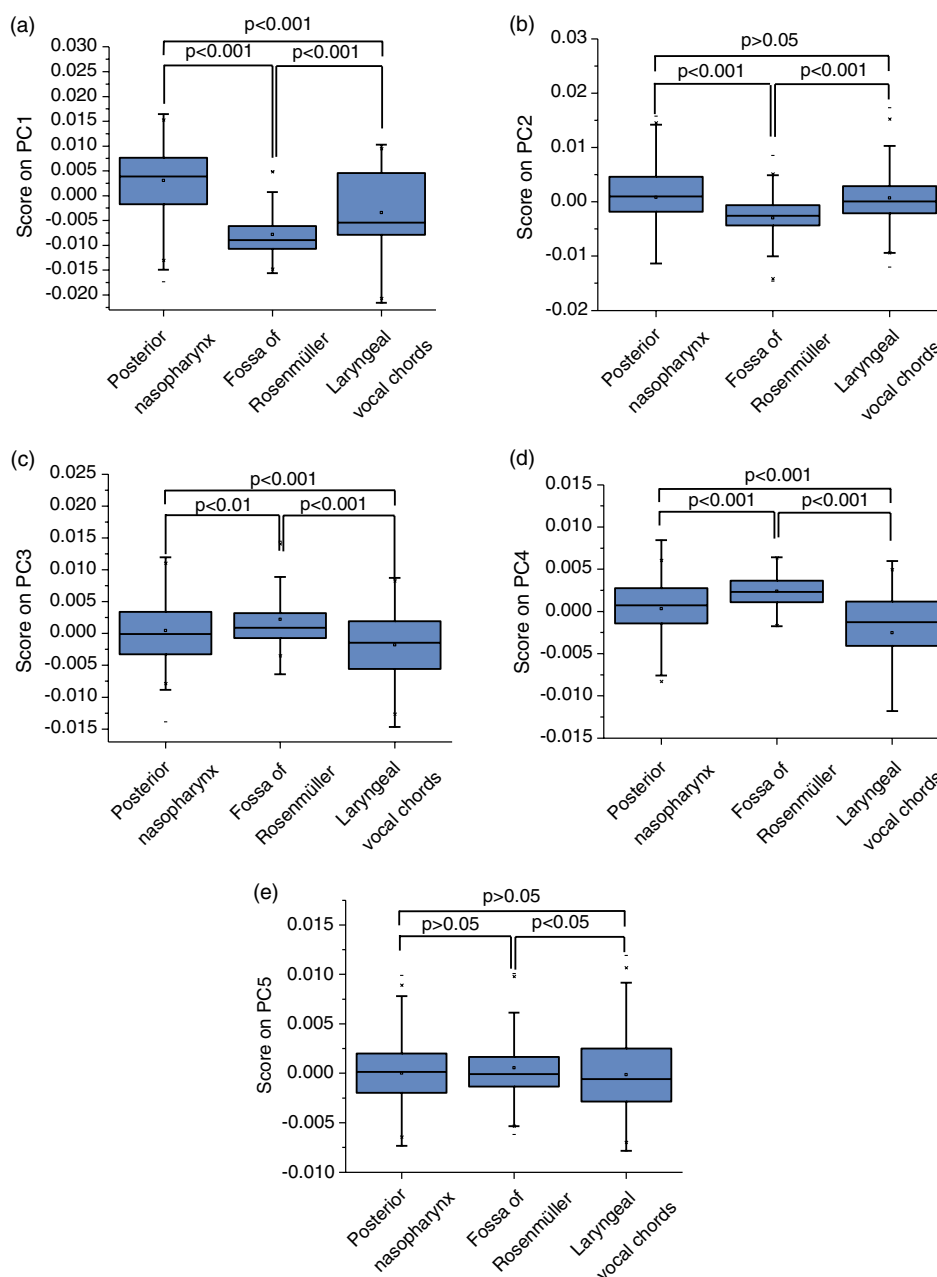 (a)
p<0.001
p<0.001 p<0.001
0.030
0.025
0.020
0.015
0.010
0.005
0.000
-0.005
-0.010
-0.015
-0.020
Score on PC1
Posterior
nasopharynx
Fossa of
Rosenmüller
Laryngeal
vocal chords
(b)
p>0.05
p<0.001 p<0.001
0.03
0.02
0.01
0.00
-0.01
-0.02
Score on PC2
Posterior
nasopharynx
Fossa of
Rosenmüller
Laryngeal
vocal chords
(c)
p<0.001
p<0.01 p<0.001
0.025
0.020
0.015
0.010
0.005
0.000
-0.005
-0.010
-0.015
Score on PC3
Posterior
nasopharynx
Fossa of
Rosenmüller
Laryngeal
vocal chords
(d)
p<0.001
p<0.001 p<0.001
0.015
0.010
0.005
0.000
-0.005
-0.010
-0.015
Score on PC4
Posterior
nasopharynx
Fossa of
Rosenmüller
Laryngeal
vocal chords
(e)
p>0.05
p>0.05 p<0.05
0.015
0.010
0.005
0.000
-0.005
-0.010
Score on PC5
Posterior
nasopharynx
Fossa of
Rosenmüller
Laryngeal
vocal chords